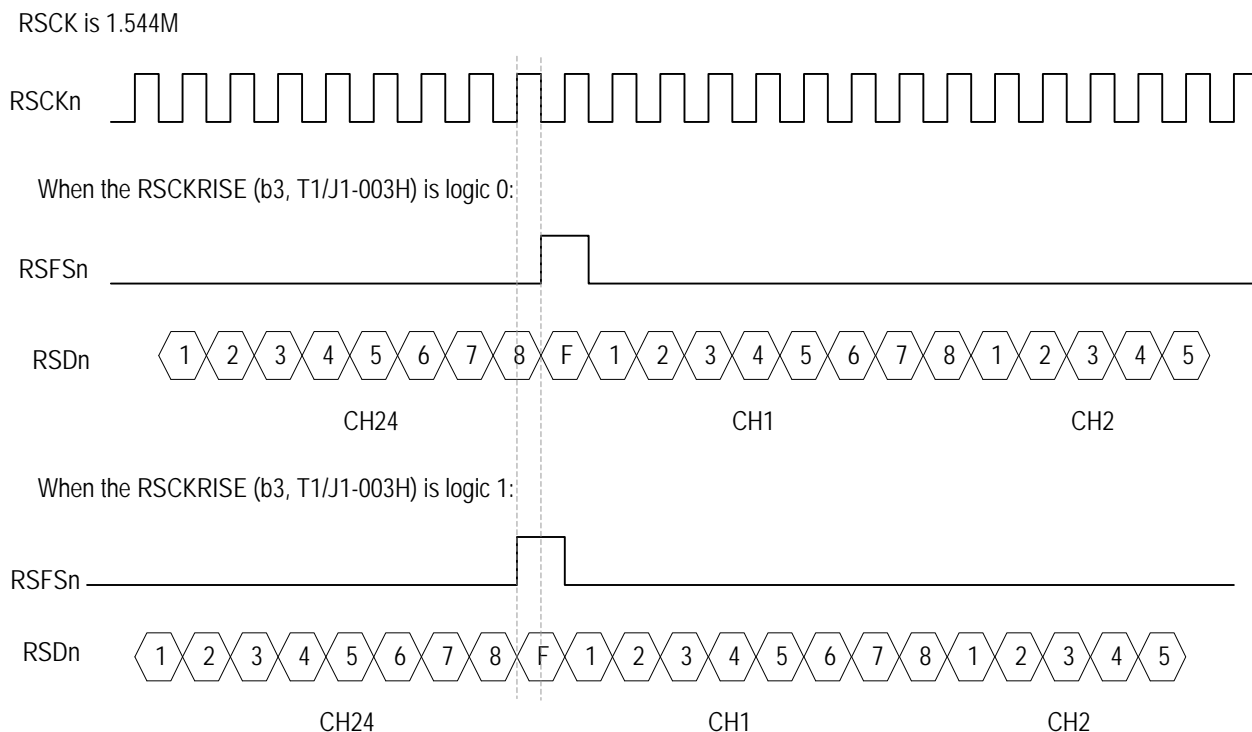 RSCK is 1.544M
RSCKn
When the RSCKRISE (b3, T1/J1-003H) is logic 0:
RSFSn
RSDn 1 2 3 4 5 6 7 8 F 1 2 3 4 5 6 7 8 1 2 3 4 5
CH24 CH1 CH2
When the RSCKRISE (b3, T1/J1-003H) is logic 1:
RSFSn
RSDn 1 2 3 4 5 6 7 8 F 1 2 3 4 5 6 7 8 1 2 3 4 5
CH24 CH1 CH2